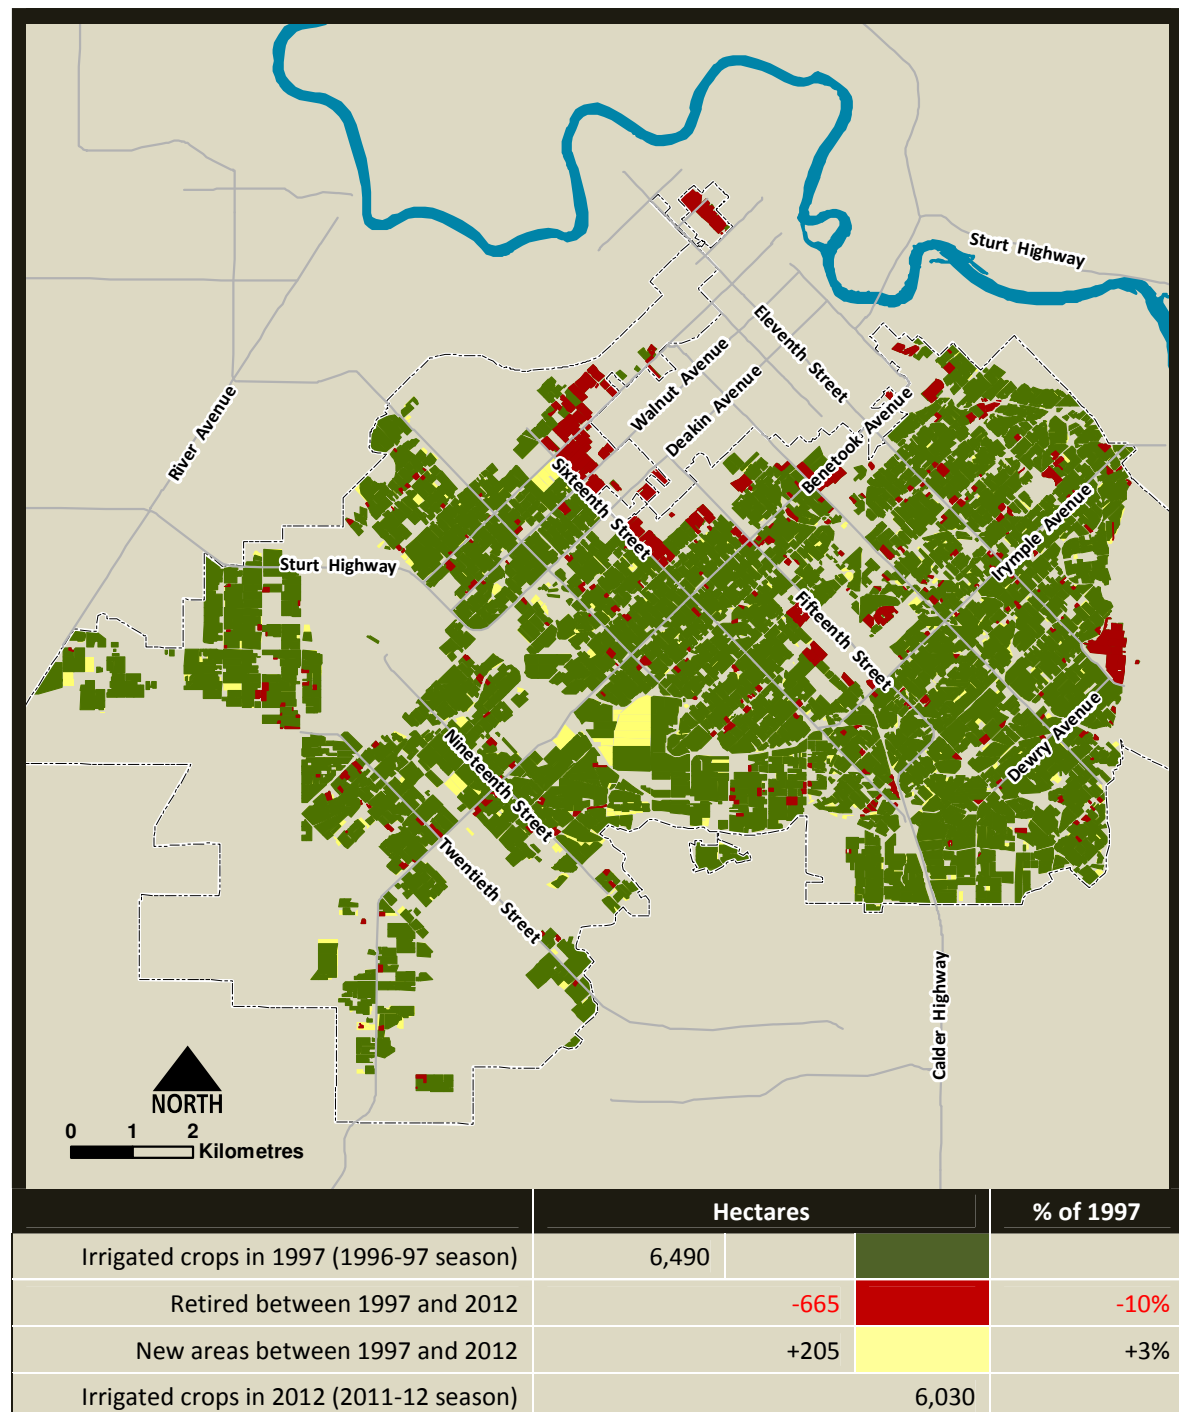 Sturt Highway
Eleventh Street
Walnut Avenue
Deakin Avenue
River Avenue
Benetook Avenue
Sixteenth Street
Irymple Avenue
Sturt Highway
Fifteenth Street
Dewry Avenue
Nineteenth Street
Twentieth Street
Calder Highway
NORTH
0 1 2
Kilometres
Hectares % of 1997
Irrigated crops in 1997 (1996-97 season) 6,490
Retired between 1997 and 2012 -665 -10%
New areas between 1997 and 2012 +205 +3%
Irrigated crops in 2012 (2011-12 season) 6,030